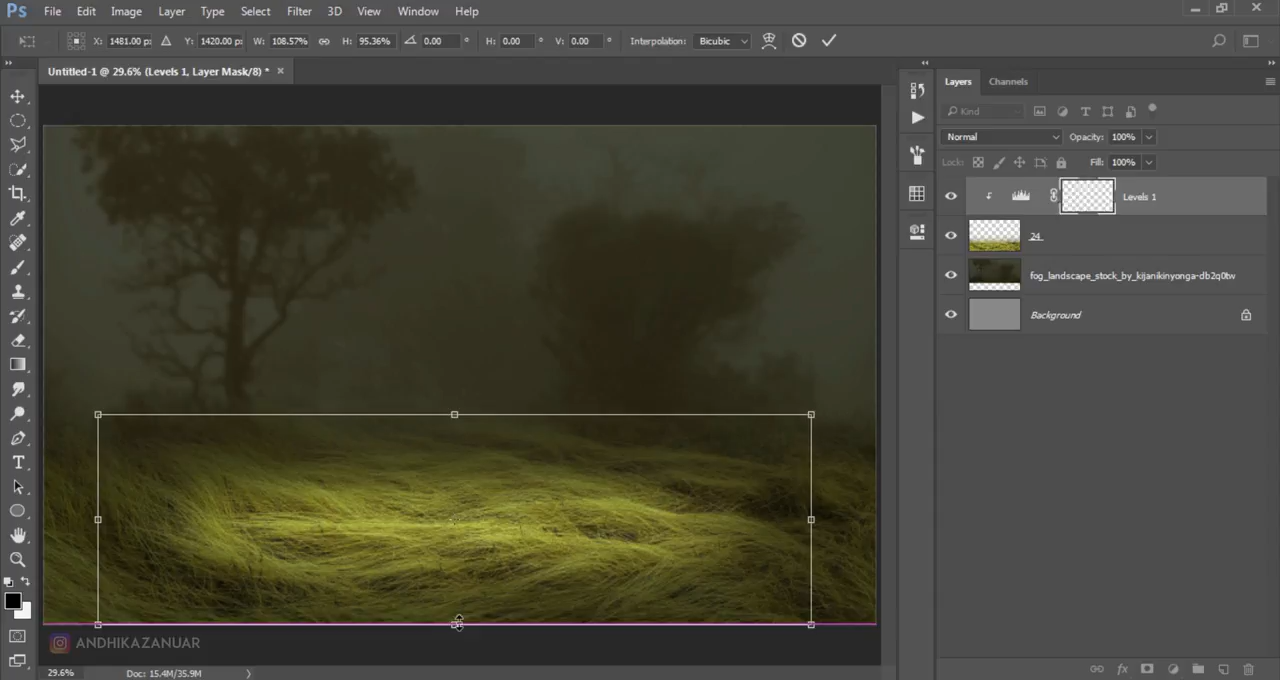 Ps File Edit Image Layer Type Select Filter 3D View Window Help
X: 1481.00 p: Y: 1420.00 p: W: 108.57% H: 95.36% 0.00 ° H: 0.00 ° V: 0.00 ° Interpolation: Bicubic
Untitled-1 @ 29.6% (Levels 1, Layer Mask/8) * ×
Layers Channels
Kind
Normal Opacity: 100%
Lock: Fill: 100%
Levels 1
24
fog_landscape_stock_by_kijanikinyonga-db2q0tw
Background
ANDHIKAZANUAR
29.6% Doc: 15.4M/35.9M